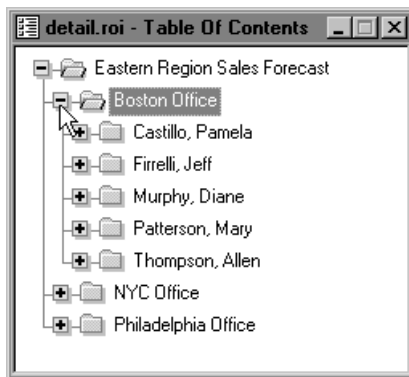 detail.roi - Table Of Contents
Eastern Region Sales Forecast
Boston Office
Castillo, Pamela
Firrelli, Jeff
Murphy, Diane
Patterson, Mary
Thompson, Allen
NYC Office
Philadelphia Office